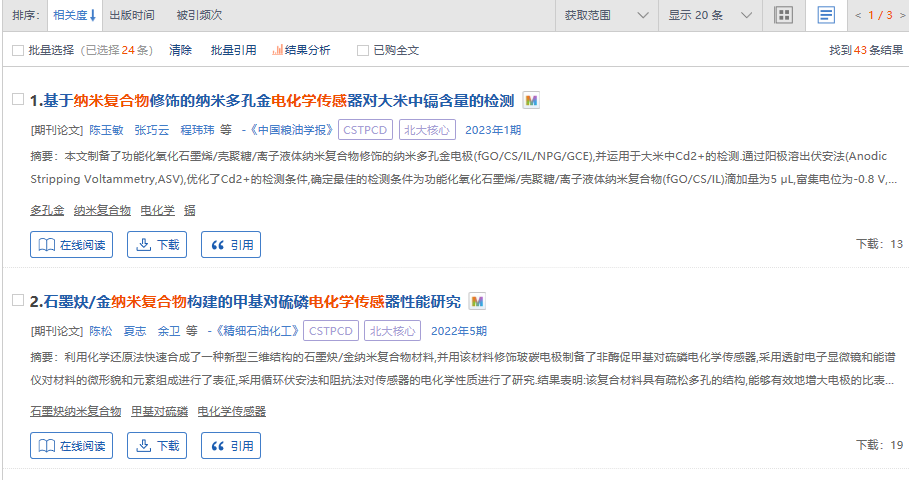 排序: 相关度↓ 出版时间 被引频次 获取范围 显示 20 条 < 1 / 3 >
批量选择 (已选择 24 条) 清除 批量引用 结果分析 已购全文 找到 43 条结果
1.基于纳米复合物修饰的纳米多孔金电化学传感器对大米中镉含量的检测 M
[期刊论文] 陈玉敏 张巧云 程玮玮 等 -《中国粮油学报》 CSTPCD 北大核心 2023年1期
摘要: 本文制备了功能化氧化石墨烯/壳聚糖/离子液体纳米复合物修饰的纳米多孔金电极(fGO/CS/IL/NPG/GCE),并运用于大米中Cd2+的检测.通过阳极溶出伏安法(Anodic
Stripping Voltammetry,ASV),优化了Cd2+的检测条件,确定最佳的检测条件为功能化氧化石墨烯/壳聚糖/离子液体纳米复合物(fGO/CS/IL)滴加量为5 μL,富集电位为-0.8 V,...
多孔金 纳米复合物 电化学 镉
在线阅读 下载 引用 下载: 13
2.石墨炔/金纳米复合物构建的甲基对硫磷电化学传感器性能研究 M
[期刊论文] 陈松 夏志 余卫 等 -《精细石油化工》 CSTPCD 北大核心 2022年5期
摘要: 利用化学还原法快速合成了一种新型三维结构的石墨炔/金纳米复合物材料,并用该材料修饰玻碳电极制备了非酶促甲基对硫磷电化学传感器,采用透射电子显微镜和能谱
仪对材料的微形貌和元素组成进行了表征,采用循环伏安法和阻抗法对传感器的电化学性质进行了研究.结果表明:该复合材料具有疏松多孔的结构,能够有效地增大电极的比表...
石墨炔纳米复合物 甲基对硫磷 电化学传感器
在线阅读 下载 引用 下载: 19